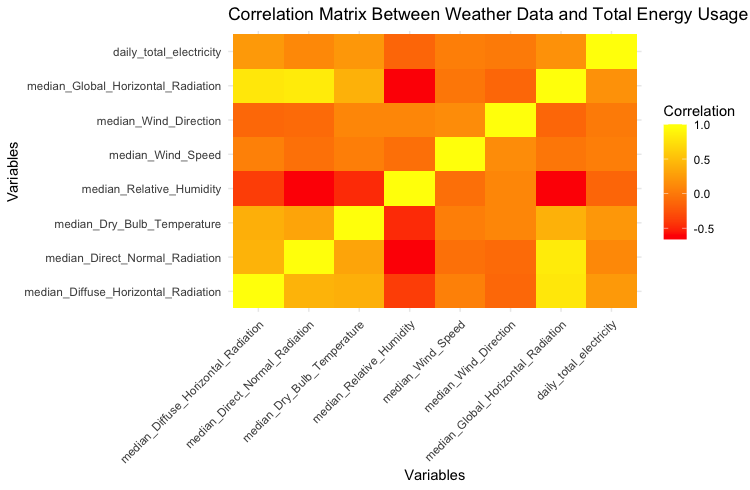 Correlation Matrix Between Weather Data and Total Energy Usage
Variables
daily_total_electricity
median_Global_Horizontal_Radiation
median_Wind_Direction
median_Wind_Speed
median_Relative_Humidity
median_Dry_Bulb_Temperature
median_Direct_Normal_Radiation
median_Diffuse_Horizontal_Radiation
median_Diffuse_Horizontal_Radiation
median_Direct_Normal_Radiation
median_Dry_Bulb_Temperature
median_Relative_Humidity
median_Wind_Speed
median_Wind_Direction
median_Global_Horizontal_Radiation
daily_total_electricity
Variables
Correlation
1.0
0.5
0.0
-0.5